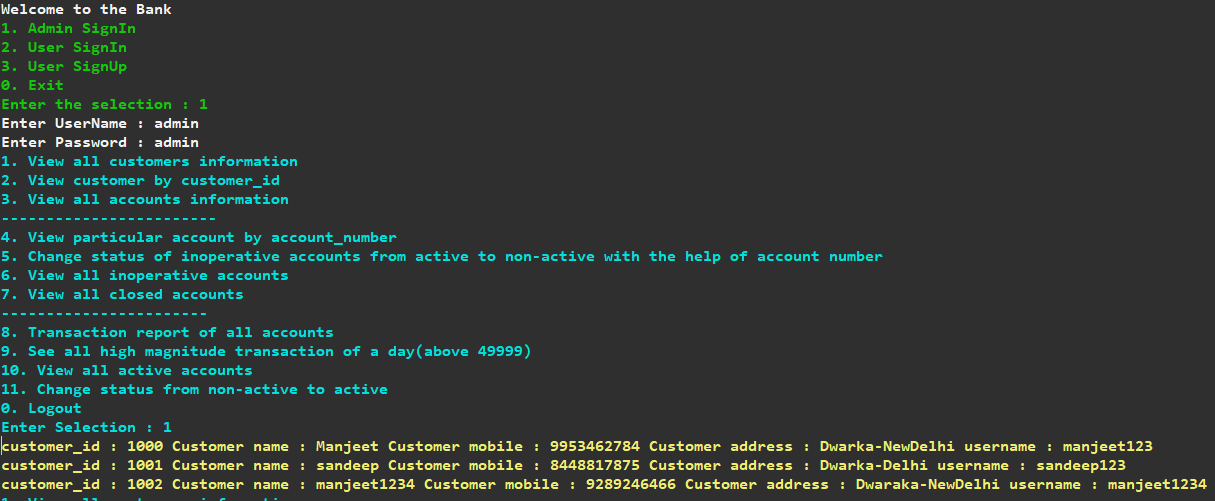 Welcome to the Bank
1. Admin SignIn
2. User SignIn
3. User SignUp
0. Exit
Enter the selection : 1
Enter UserName : admin
Enter Password : admin
1. View all customers information
2. View customer by customer_id
3. View all accounts information
------------------------
4. View particular account by account_number
5. Change status of inoperative accounts from active to non-active with the help of account number
6. View all inoperative accounts
7. View all closed accounts
-----------------------
8. Transaction report of all accounts
9. See all high magnitude transaction of a day(above 49999)
10. View all active accounts
11. Change status from non-active to active
0. Logout
Enter Selection : 1
customer_id : 1000 Customer name : Manjeet Customer mobile : 9953462784 Customer address : Dwarka-NewDelhi username : manjeet123
customer_id : 1001 Customer name : sandeep Customer mobile : 8448817875 Customer address : Dwarka-Delhi username : sandeep123
customer_id : 1002 Customer name : manjeet1234 Customer mobile : 9289246466 Customer address : Dwaraka-NewDelhi username : manjeet1234